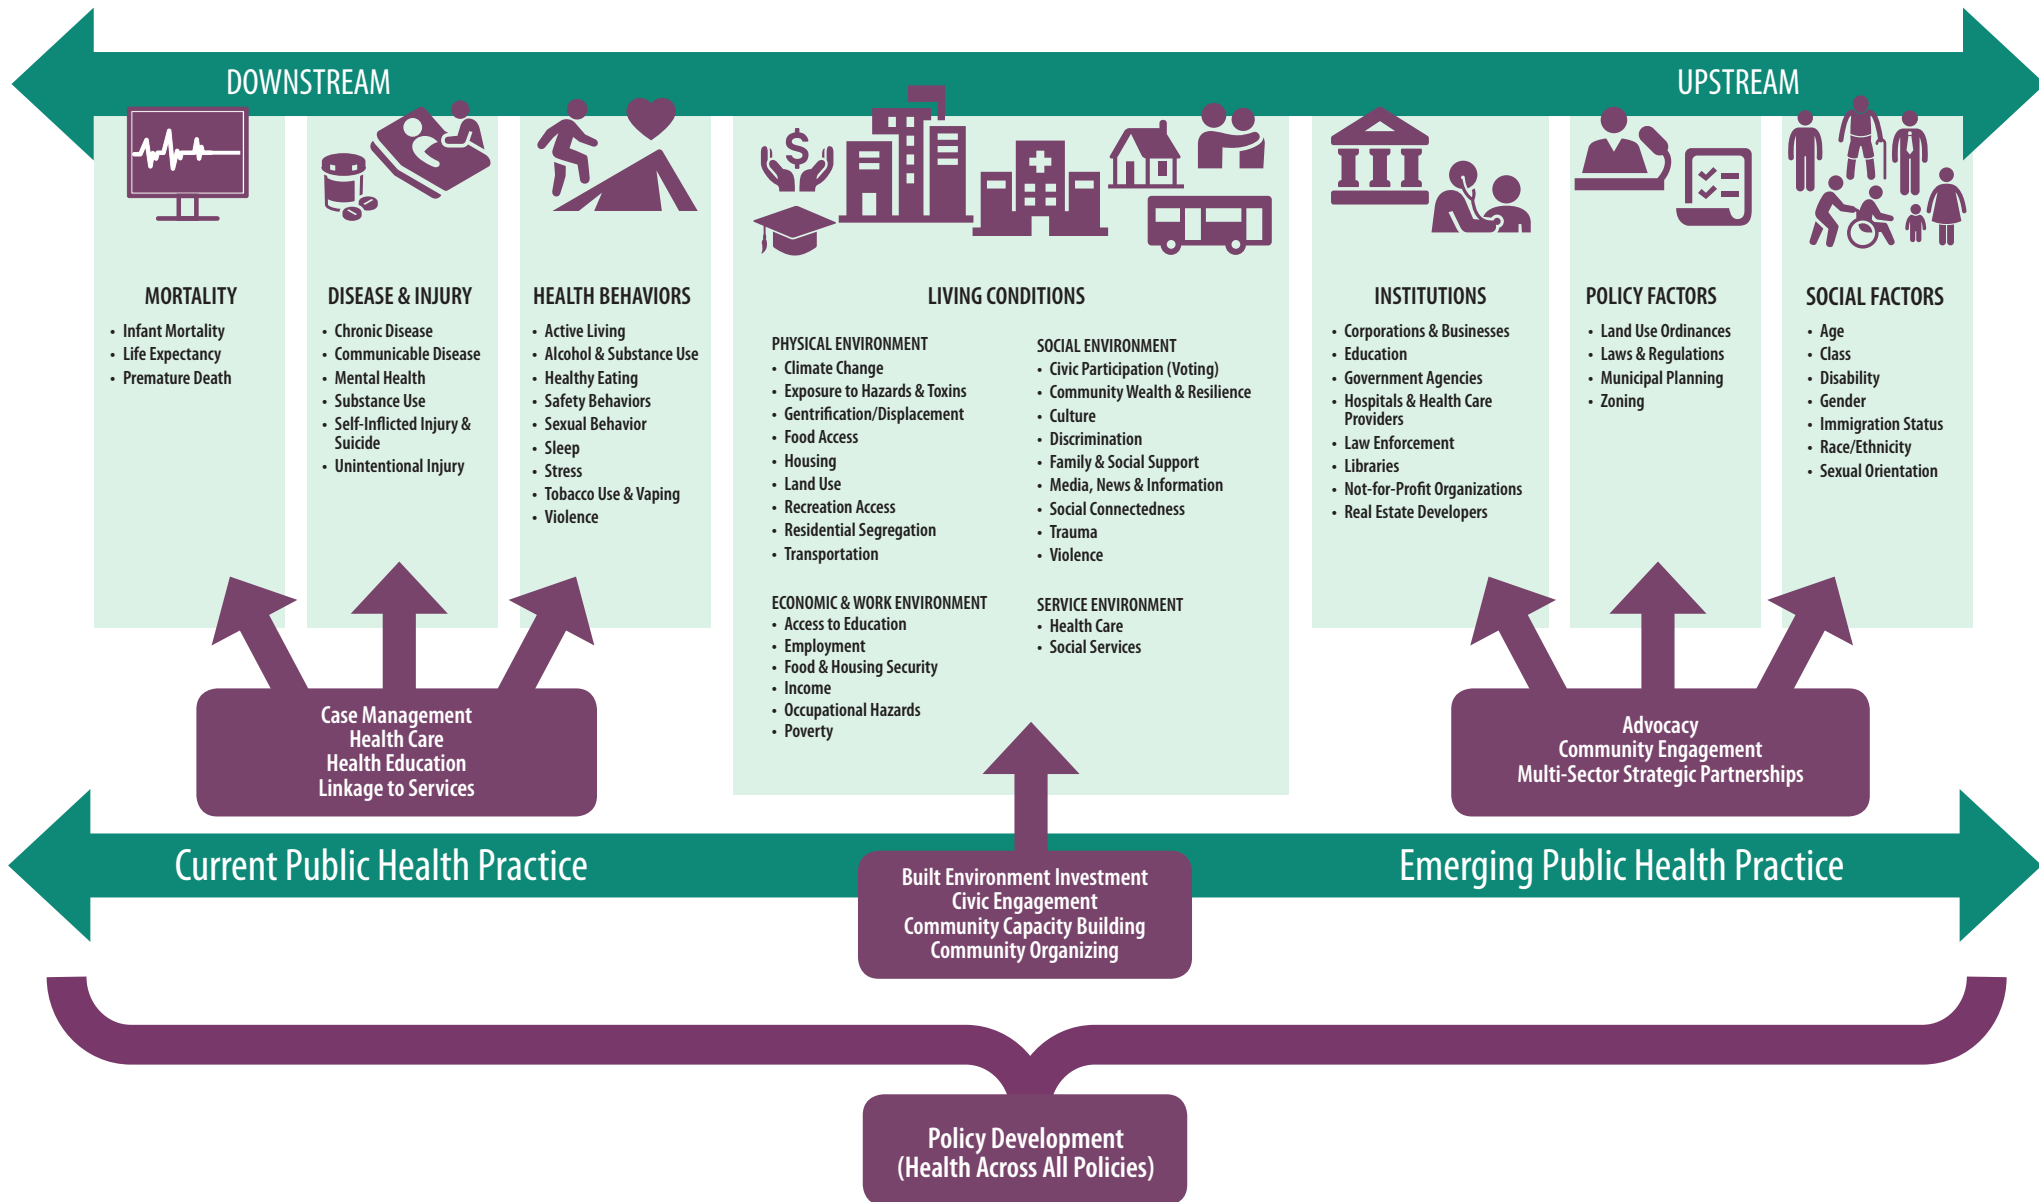 DOWNSTREAM
UPSTREAM
MORTALITY
• Infant Mortality
• Life Expectancy
• Premature Death
DISEASE & INJURY
• Chronic Disease
• Communicable Disease
• Mental Health
• Substance Use
• Self-Inflicted Injury &
Suicide
• Unintentional Injury
HEALTH BEHAVIORS
• Active Living
• Alcohol & Substance Use
• Healthy Eating
• Safety Behaviors
• Sexual Behavior
• Sleep
• Stress
• Tobacco Use & Vaping
• Violence
LIVING CONDITIONS
PHYSICAL ENVIRONMENT
• Climate Change
• Exposure to Hazards & Toxins
• Gentrification/Displacement
• Food Access
• Housing
• Land Use
• Recreation Access
• Residential Segregation
• Transportation
ECONOMIC & WORK ENVIRONMENT
• Access to Education
• Employment
• Food & Housing Security
• Income
• Occupational Hazards
• Poverty
SOCIAL ENVIRONMENT
• Civic Participation (Voting)
• Community Wealth & Resilience
• Culture
• Discrimination
• Family & Social Support
• Media, News & Information
• Social Connectedness
• Trauma
• Violence
SERVICE ENVIRONMENT
• Health Care
• Social Services
INSTITUTIONS
• Corporations & Businesses
• Education
• Government Agencies
• Hospitals & Health Care
Providers
• Law Enforcement
• Libraries
• Not-for-Profit Organizations
• Real Estate Developers
POLICY FACTORS
• Land Use Ordinances
• Laws & Regulations
• Municipal Planning
• Zoning
SOCIAL FACTORS
• Age
• Class
• Disability
• Gender
• Immigration Status
• Race/Ethnicity
• Sexual Orientation
Case Management
Health Care
Health Education
Linkage to Services
Advocacy
Community Engagement
Multi-Sector Strategic Partnerships
Current Public Health Practice
Emerging Public Health Practice
Built Environment Investment
Civic Engagement
Community Capacity Building
Community Organizing
Policy Development
(Health Across All Policies)